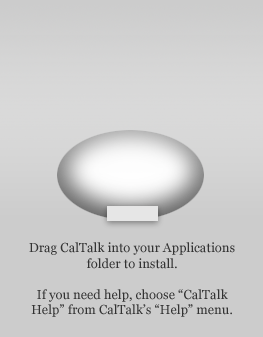 Drag CalTalk into your Applications
folder to install.
If you need help, choose “CalTalk
Help” from CalTalk’s “Help” menu.